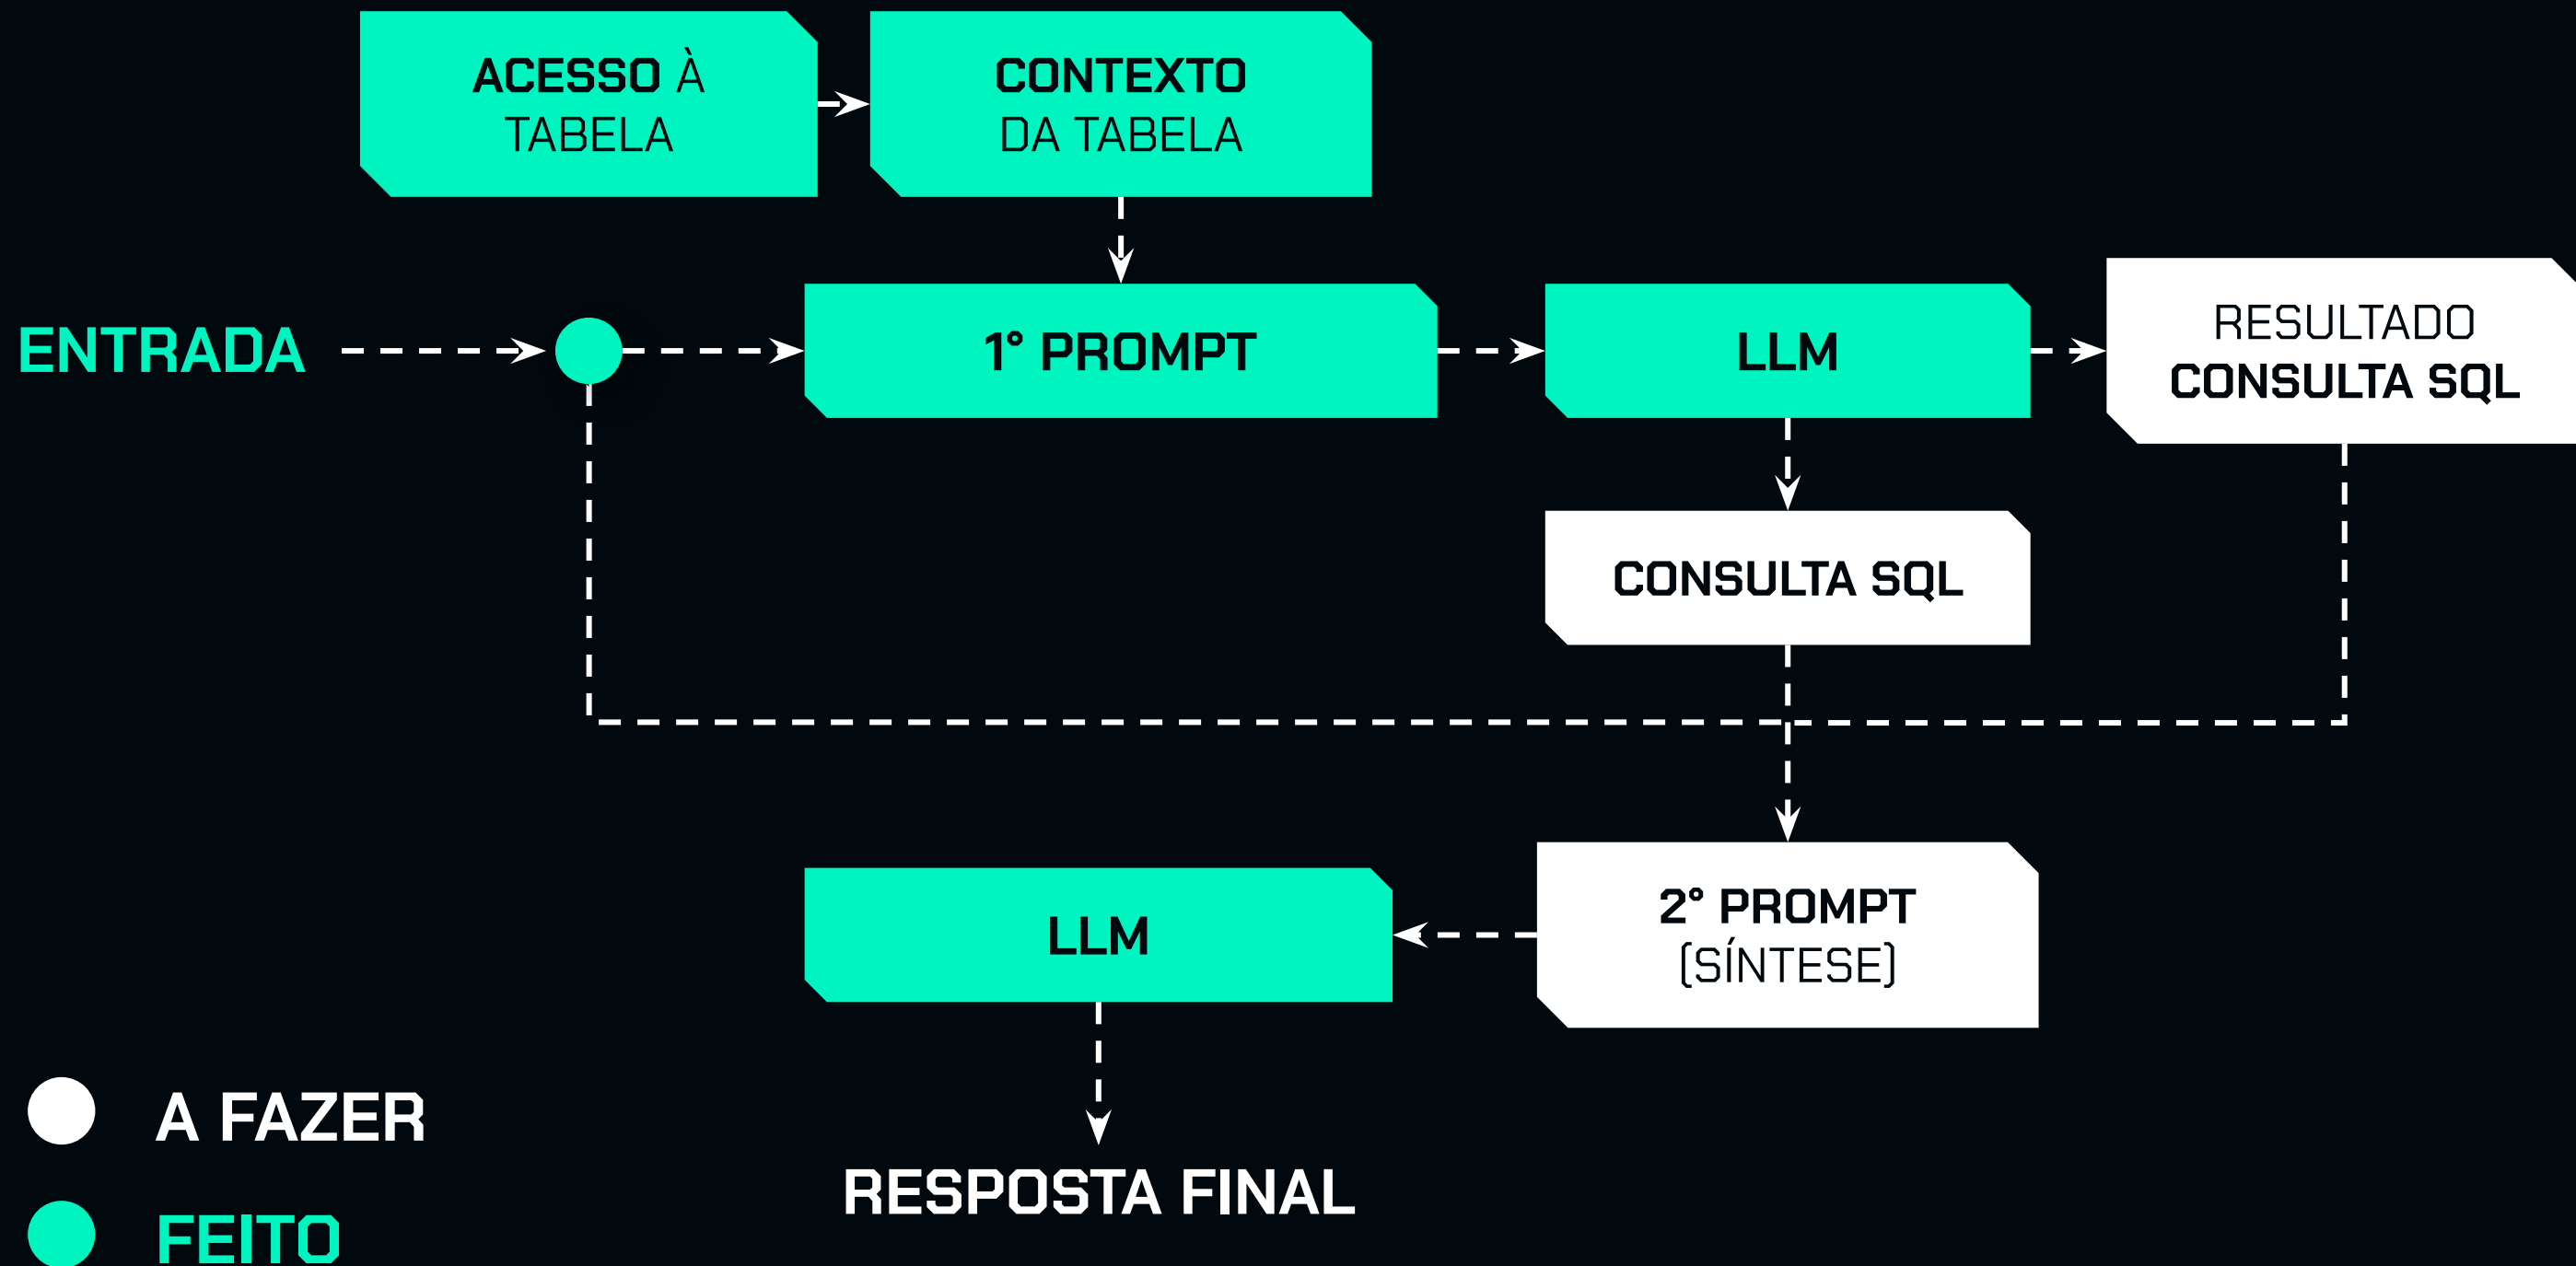 ACESSO À
TABELA
CONTEXTO
DA TABELA
ENTRADA
1° PROMPT
LLM
RESULTADO
CONSULTA SQL
CONSULTA SQL
2° PROMPT
(SÍNTESE)
LLM
RESPOSTA FINAL
A FAZER
FEITO